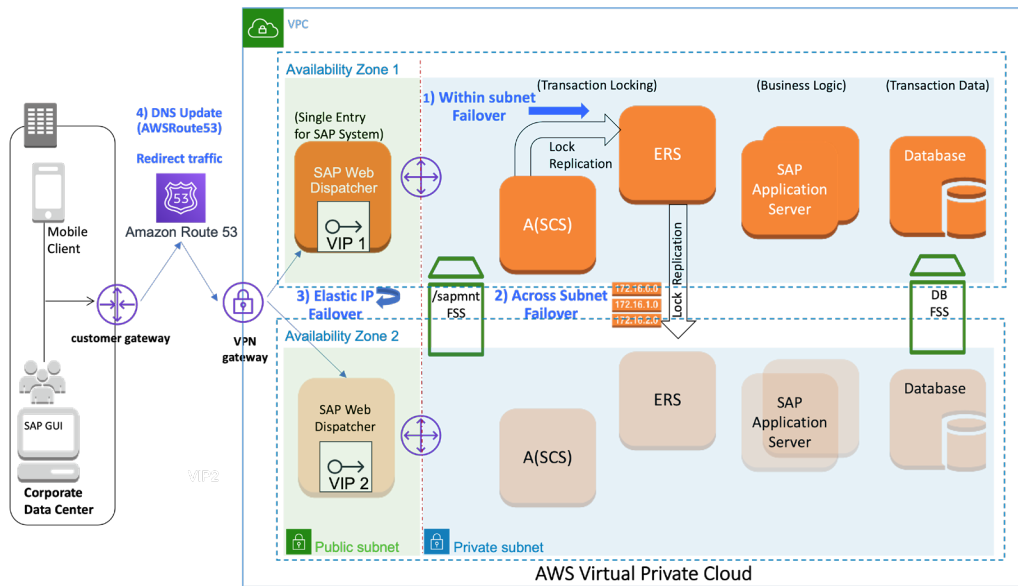 VPC
Availability Zone 1
(Transaction Locking)
(Business Logic)
(Transaction Data)
4) DNS Update
(AWSRoute53)
Redirect traffic
53
Amazon Route 53
1) Within subnet
Failover
(Single Entry
for SAP System)
SAP Web
Dispatcher
VIP 1
Lock
Replication
ERS
A(SCS)
SAP
Application
Server
Database
Mobile
Client
customer gateway
VPN
gateway
3) Elastic IP
Failover
/sapmnt
FSS
2) Across Subnet
Failover
172.16.0.0
172.16.1.0
172.16.2.0
Lock Replication
DB
FSS
Availability Zone 2
SAP Web
Dispatcher
VIP 2
A(SCS)
ERS
SAP
Application
Server
Database
SAP GUI
Corporate
Data Center
VIP2
Public subnet
Private subnet
AWS Virtual Private Cloud